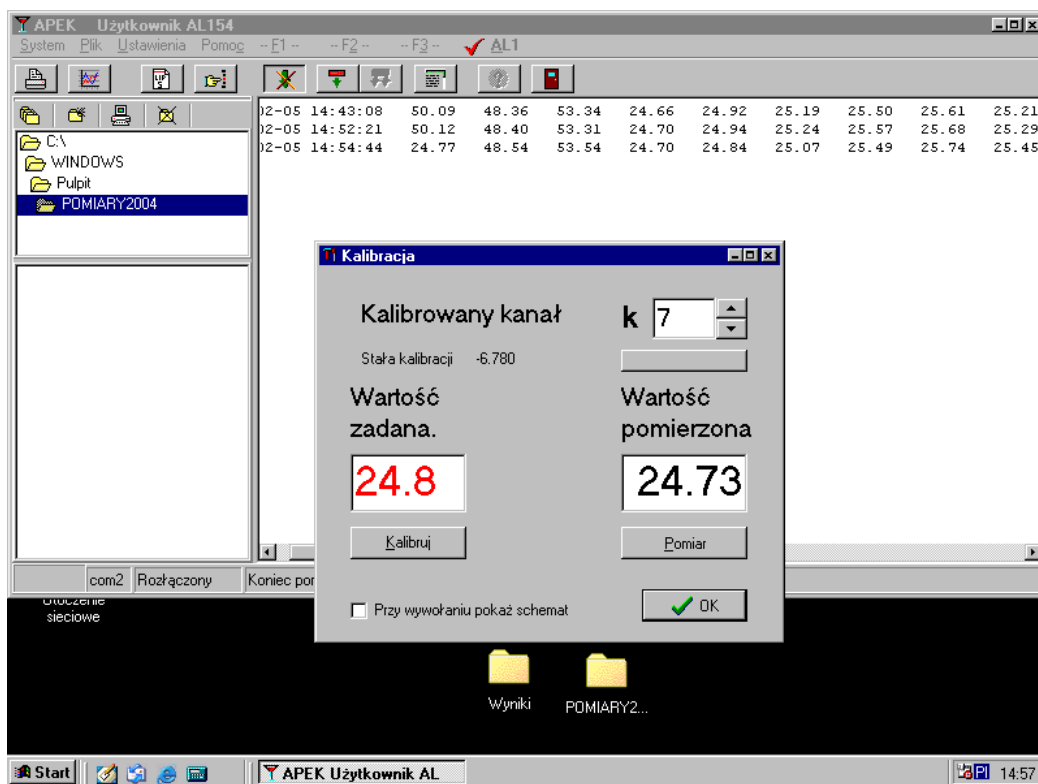 APEK Użytkownik AL154
System Plik Ustawienia Pomoc -- F1 -- -- F2 -- -- F3 -- AL1
02-05 14:43:08 50.09 48.36 53.34 24.66 24.92 25.19 25.50 25.61 25.21
02-05 14:52:21 50.12 48.40 53.31 24.70 24.94 25.24 25.57 25.68 25.29
02-05 14:54:44 24.77 48.54 53.54 24.70 24.84 25.07 25.49 25.74 25.45
C:\
WINDOWS
Pulpit
POMIARY2004
Kalibracja
Kalibrowany kanał k 7
Stała kalibracji -6.780
Wartość zadana.
Wartość pomierzona
24.8 24.73
Kalibruj Pomiar
Przy wywołaniu pokaż schemat OK
com2 Rozłączony Koniec por
Otoczenie
sieciowe
Wyniki POMIARY2...
Start APEK Użytkownik AL Pl 14:57